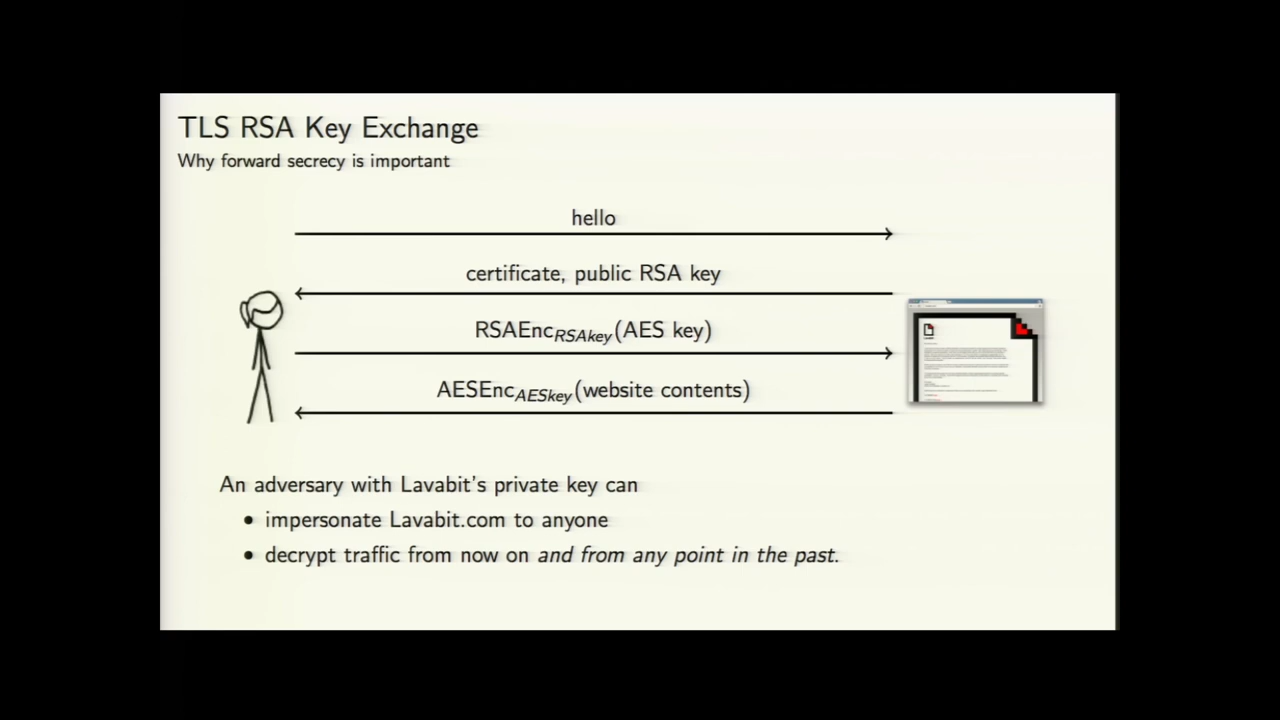 TLS RSA Key Exchange
Why forward secrecy is important
hello
certificate, public RSA key
RSAEnc_RSAkey(AES key)
AESEnc_AESkey(website contents)
An adversary with Lavabit's private key can
• impersonate Lavabit.com to anyone
• decrypt traffic from now on and from any point in the past.